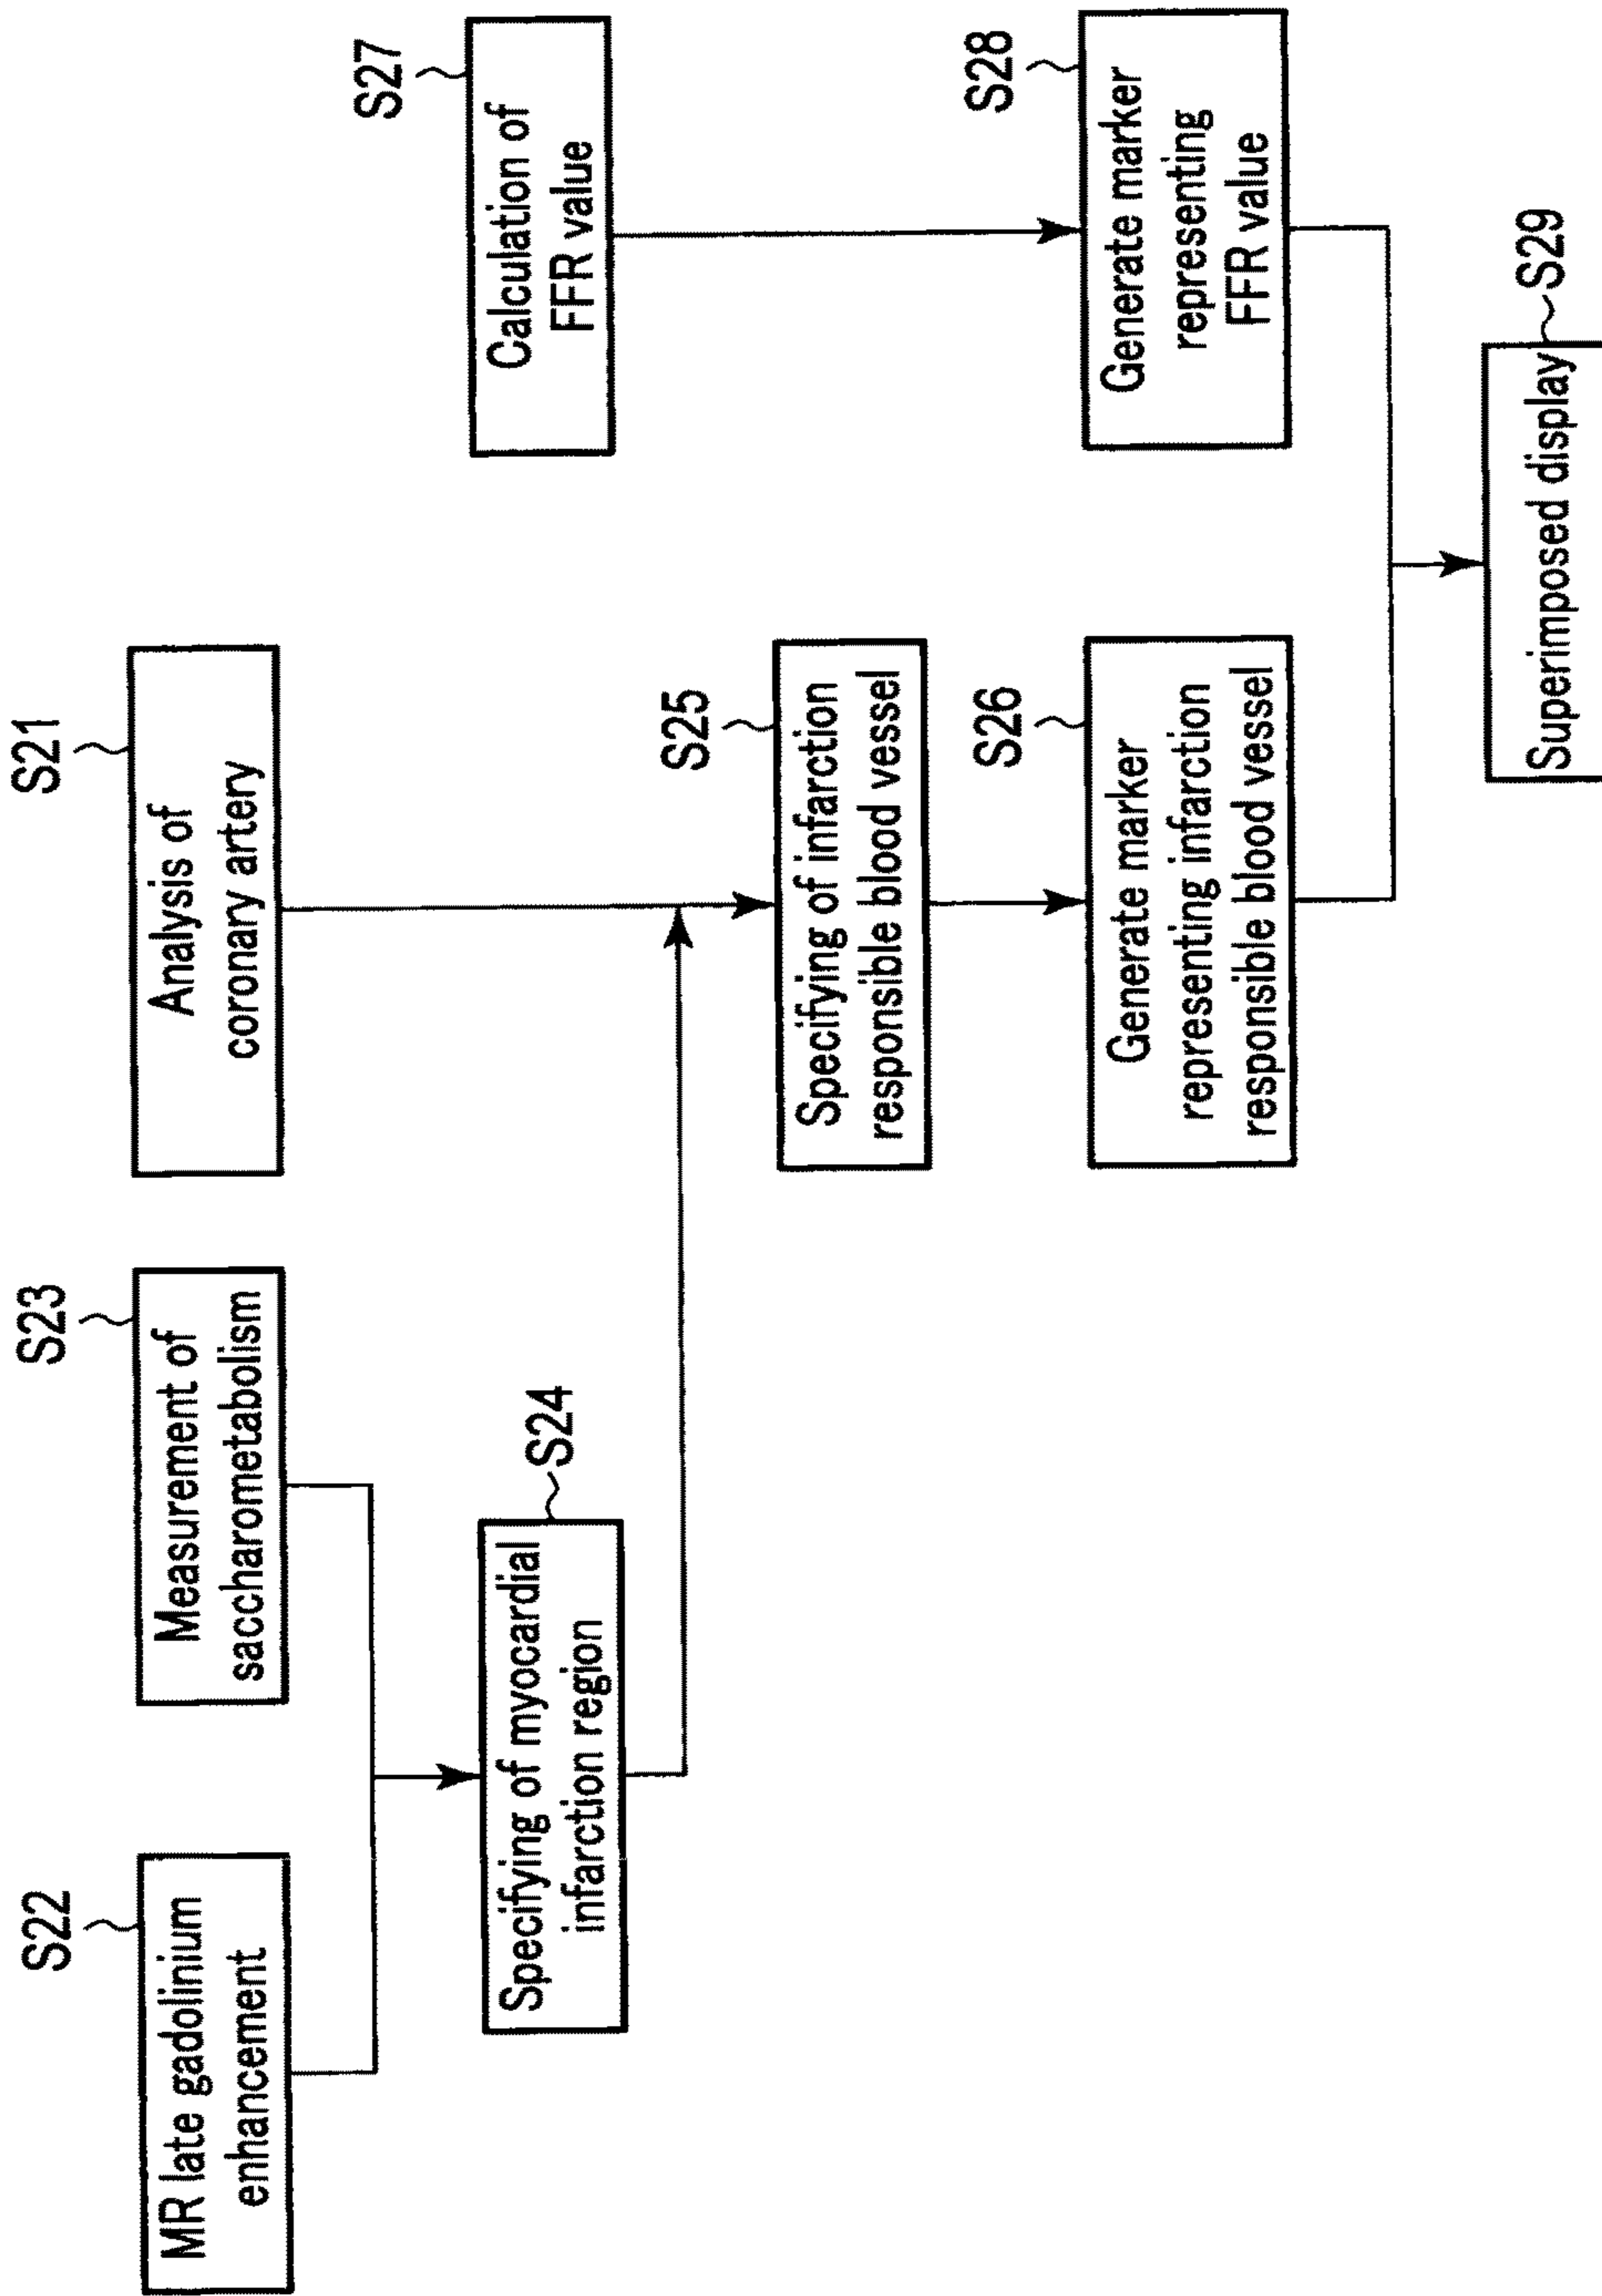 S22
MR late gadolinium
enhancement
S23
Measurement of
saccharometabolism
S21
Analysis of
coronary artery
S24
Specifying of myocardial
infarction region
S27
Calculation of
FFR value
S25
Specifying of infarction
responsible blood vessel
S26
Generate marker
representing infarction
responsible blood vessel
S28
Generate marker
representing
FFR value
S29
Superimposed display